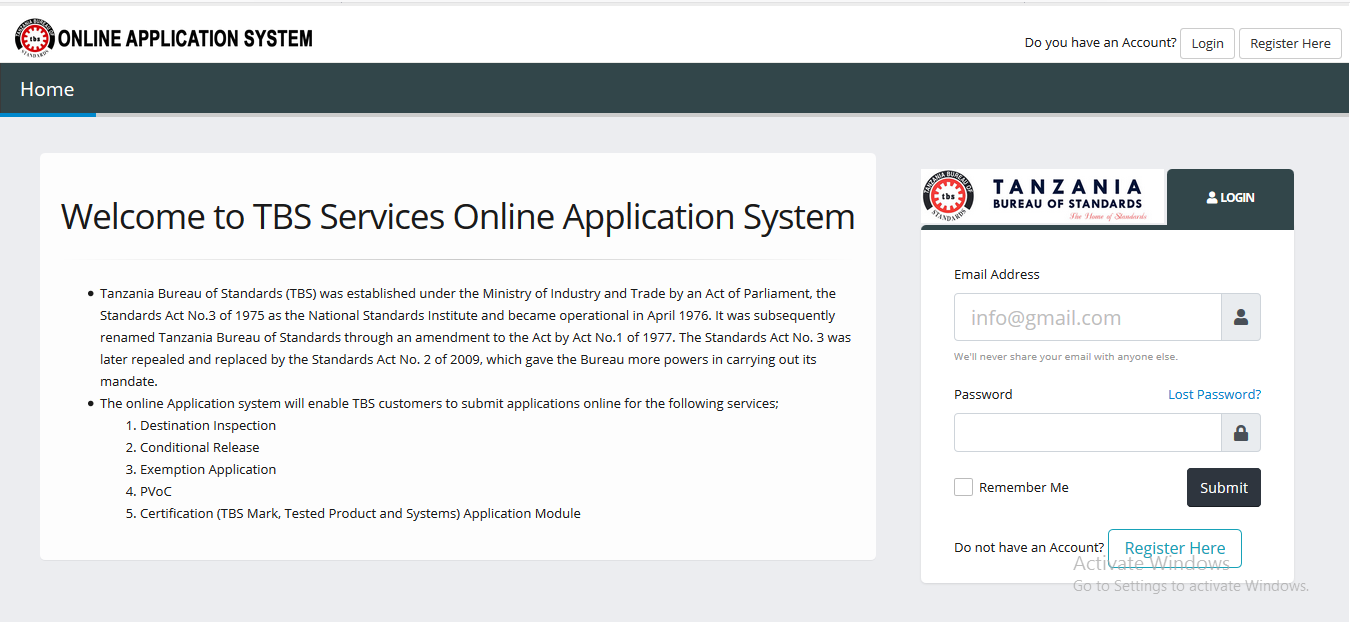 TANZANIA BUREAU OF
tbs
STANDARDS
ONLINE APPLICATION SYSTEM
Do you have an Account? Login Register Here
Home
Welcome to TBS Services Online Application System
• Tanzania Bureau of Standards (TBS) was established under the Ministry of Industry and Trade by an Act of Parliament, the
Standards Act No.3 of 1975 as the National Standards Institute and became operational in April 1976. It was subsequently
renamed Tanzania Bureau of Standards through an amendment to the Act by Act No.1 of 1977. The Standards Act No. 3 was
later repealed and replaced by the Standards Act No. 2 of 2009, which gave the Bureau more powers in carrying out its
mandate.
• The online Application system will enable TBS customers to submit applications online for the following services;
1. Destination Inspection
2. Conditional Release
3. Exemption Application
4. PVoC
5. Certification (TBS Mark, Tested Product and Systems) Application Module
TANZANIA BUREAU OF
tbs
STANDARDS
TANZANIA
BUREAU OF STANDARDS
The Home of Standards
LOGIN
Email Address
info@gmail.com
We'll never share your email with anyone else.
Password Lost Password?
Remember Me Submit
Do not have an Account? Register Here
Activate Windows
Go to Settings to activate Windows.